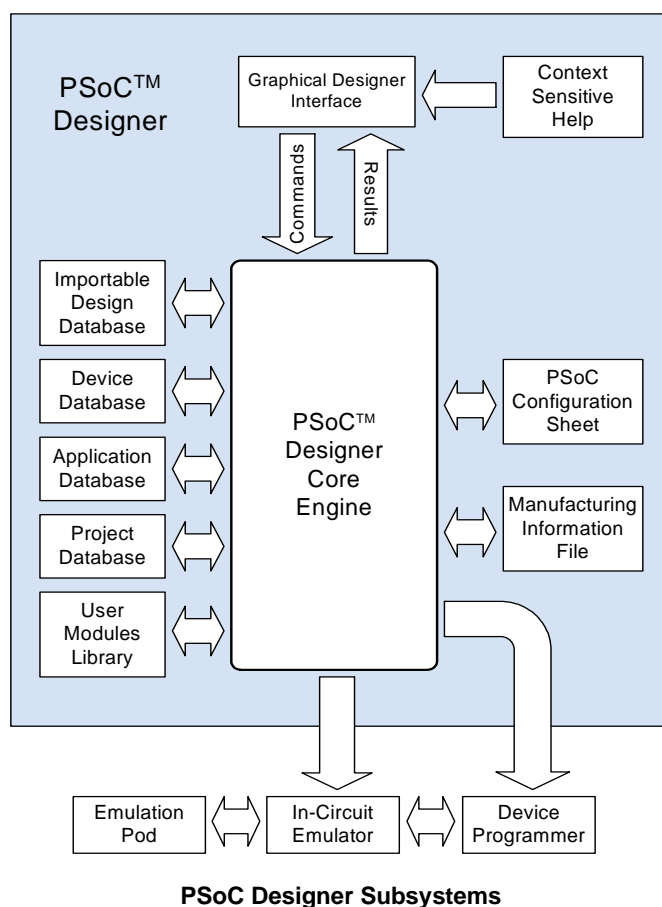 PSoC™
Designer
Graphical Designer
Interface
Context
Sensitive
Help
Commands
Results
Importable
Design
Database
Device
Database
Application
Database
Project
Database
User
Modules
Library
PSoC™
Designer
Core
Engine
PSoC
Configuration
Sheet
Manufacturing
Information
File
Emulation
Pod
In-Circuit
Emulator
Device
Programmer
PSoC Designer Subsystems